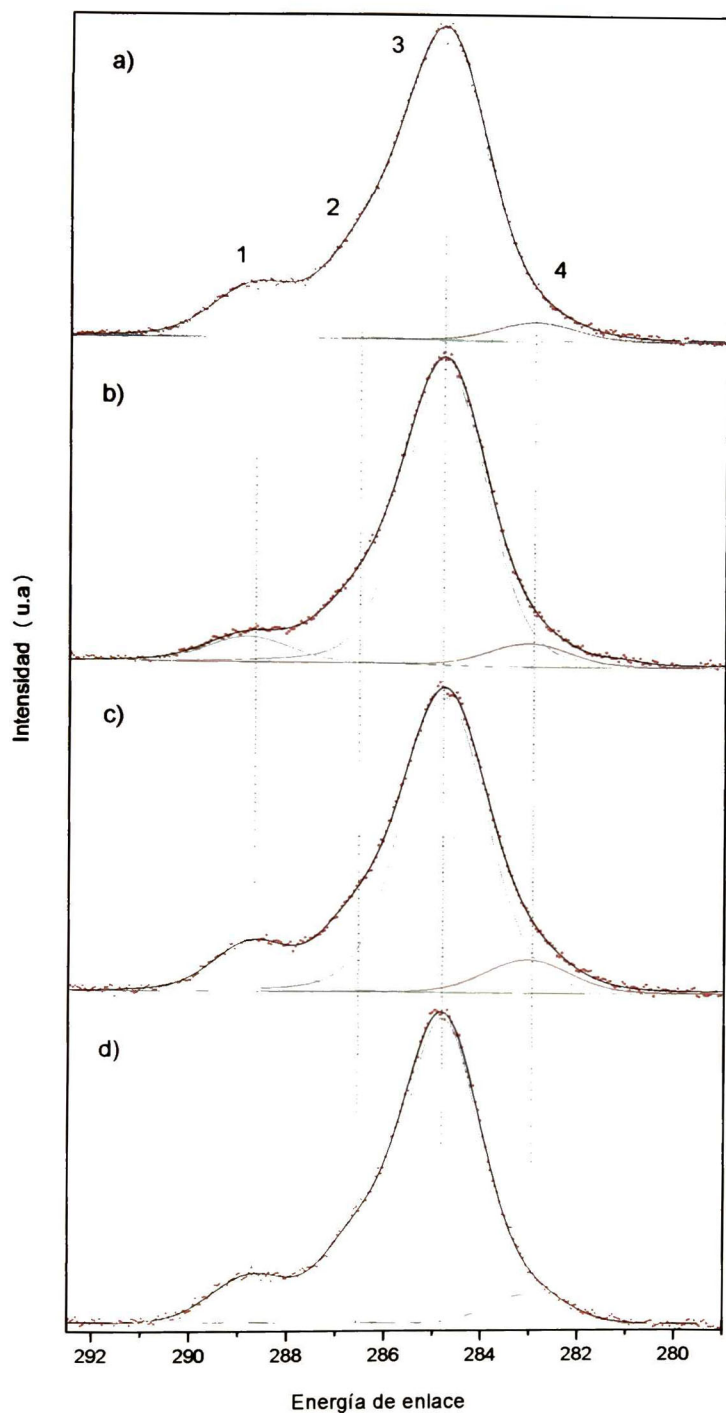 a)
3
2
1
4
b)
c)
d)
Intensidad ( u.a)
292 290 288 286 284 282 280
Energía de enlace